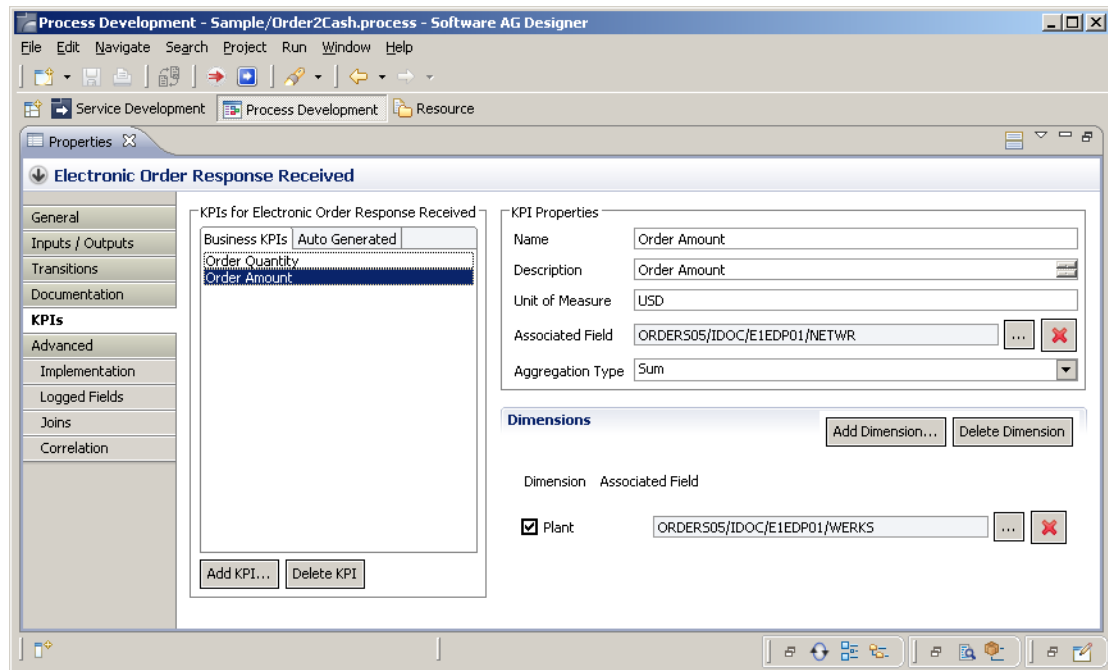 Process Development - Sample/Order2Cash.process - Software AG Designer
File Edit Navigate Search Project Run Window Help
Service Development Process Development Resource
Properties
Electronic Order Response Received
General
Inputs / Outputs
Transitions
Documentation
KPIs
Advanced
Implementation
Logged Fields
Joins
Correlation
KPIs for Electronic Order Response Received
Business KPIs Auto Generated
Order Quantity
Order Amount
Add KPI... Delete KPI
KPI Properties
Name Order Amount
Description Order Amount
Unit of Measure USD
Associated Field ORDERS05/IDOC/E1EDP01/NETWR ...
Aggregation Type Sum
Dimensions Add Dimension... Delete Dimension
Dimension Associated Field
Plant ORDERS05/IDOC/E1EDP01/WERKS ...